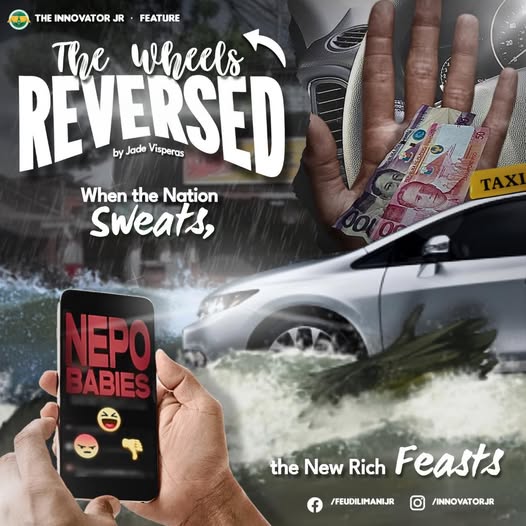 THE INNOVATOR JR · FEATURE
The Wheels
REVERSED
by Jade Visperas
When the Nation
Sweats,
TAXI
NEPO
BABIES
the New Rich Feasts
/FEUDILIMANIJR
/INNOVATORJR